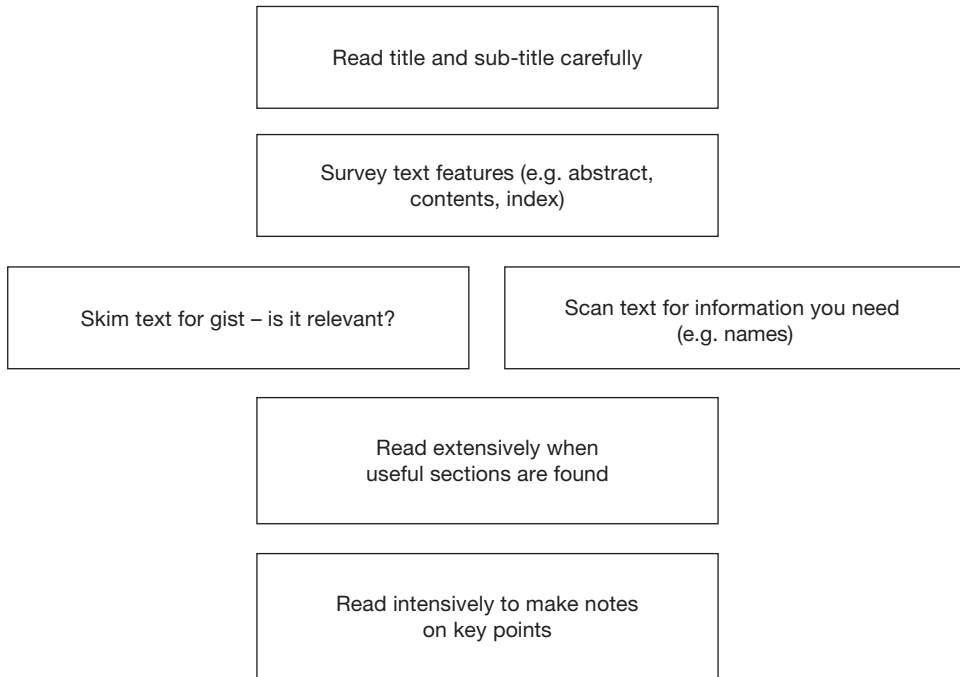 Read title and sub-title carefully
Survey text features (e.g. abstract,
contents, index)
Skim text for gist – is it relevant?
Scan text for information you need
(e.g. names)
Read extensively when
useful sections are found
Read intensively to make notes
on key points